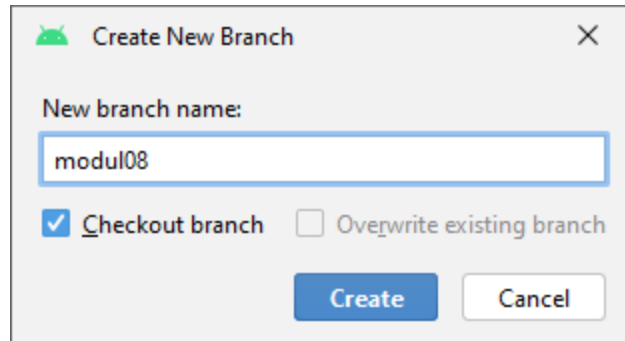 Create New Branch
New branch name:
modul08
Checkout branch Overwrite existing branch
Create Cancel